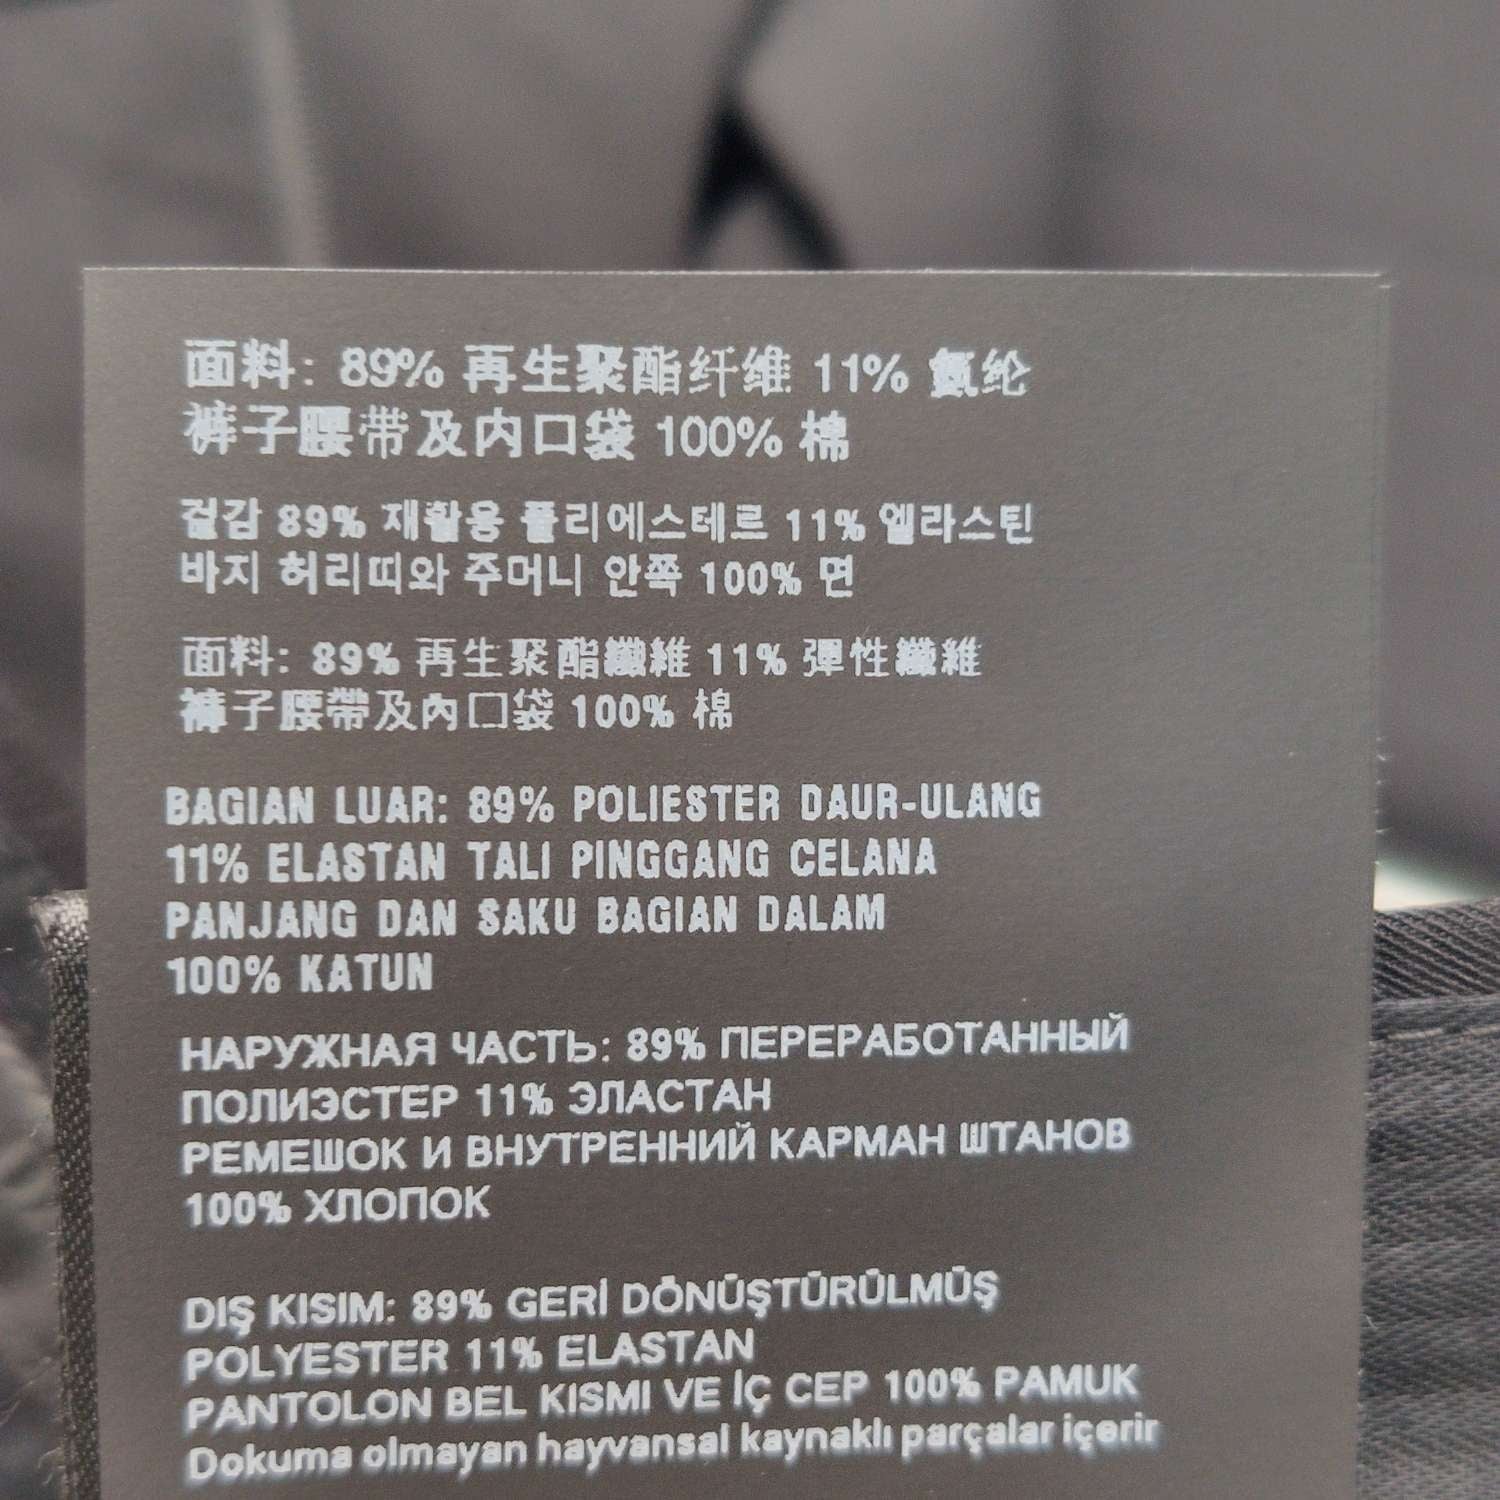 面料: 89% 再生聚酯纤维 11% 氨纶
裤子腰带及内口袋 100% 棉
겉감 89% 재활용 폴리에스테르 11% 엘라스틴
바지 허리띠와 주머니 안쪽 100% 면
面料: 89% 再生聚酯纖維 11% 彈性纖維
褲子腰帶及內口袋 100% 棉
BAGIAN LUAR: 89% POLIESTER DAUR-ULANG
11% ELASTAN TALI PINGGANG CELANA
PANJANG DAN SAKU BAGIAN DALAM
100% KATUN
НАРУЖНАЯ ЧАСТЬ: 89% ПЕРЕРАБОТАННЫЙ
ПОЛИЭСТЕР 11% ЭЛАСТАН
РЕМЕШОК И ВНУТРЕННИЙ КАРМАН ШТАНОВ
100% ХЛОПОК
DIŞ KISIM: 89% GERİ DÖNÜŞTÜRÜLMÜŞ
POLYESTER 11% ELASTAN
PANTOLON BEL KISMI VE İÇ CEP 100% PAMUK
Dokuma olmayan hayvansal kaynaklı parçalar içerir